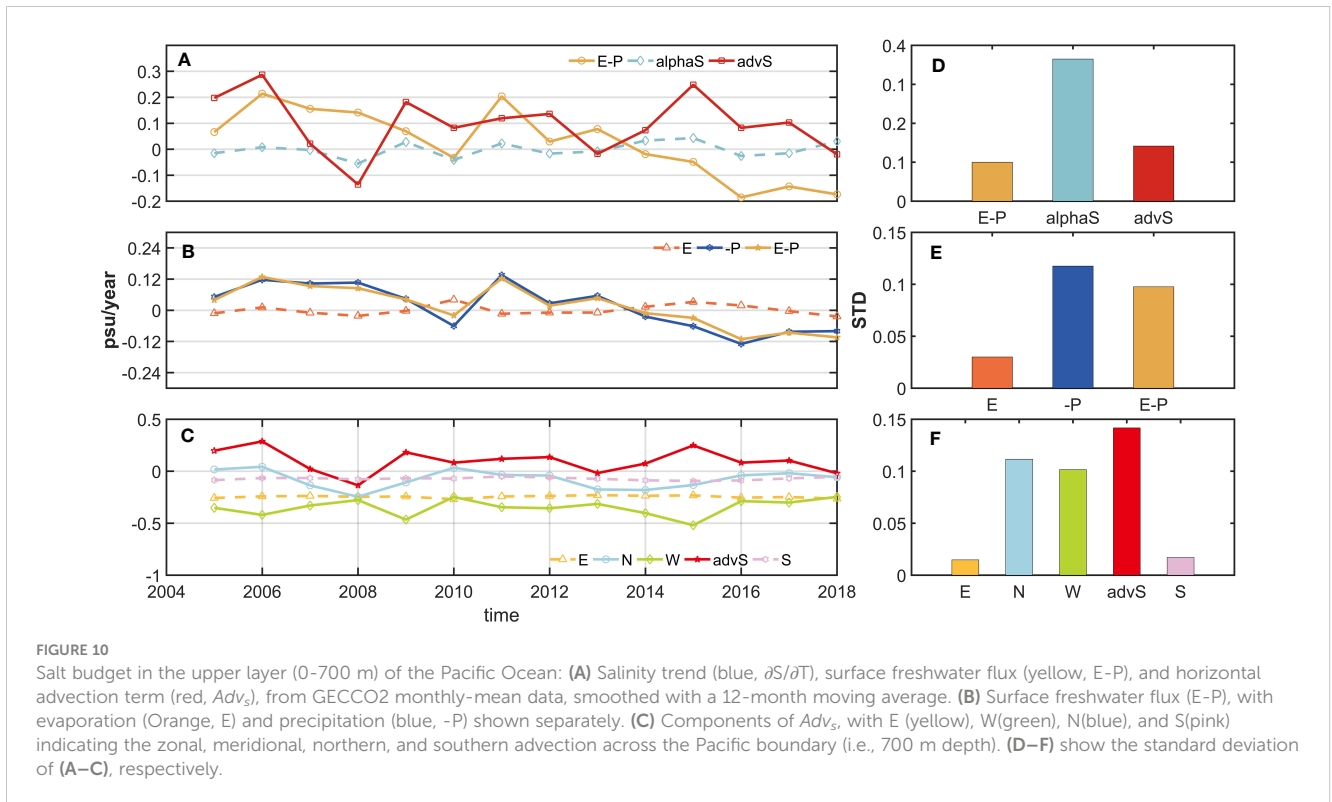 A
E-P alphaS advS
0.3
0.2
0.1
0
-0.1
-0.2
D
0.4
0.1
0.2
0.1
0
E-P alphaS advS
B
E -P E-P
0.24
0.12
0
-0.12
-0.24
psu/year
E
0.15
0.1
0.05
0
STD
E -P E-P
C
0.5
0
-0.5
-1
E N W advS S
2004 2006 2008 2010 2012 2014 2016 2018
time
F
0.15
0.1
0.05
0
E N W advS S
FIGURE 10
Salt budget in the upper layer (0-700 m) of the Pacific Ocean: (A) Salinity trend (blue, ∂S/∂T), surface freshwater flux (yellow, E-P), and horizontal
advection term (red, Advs), from GECCO2 monthly-mean data, smoothed with a 12-month moving average. (B) Surface freshwater flux (E-P), with
evaporation (Orange, E) and precipitation (blue, -P) shown separately. (C) Components of Advs, with E (yellow), W(green), N(blue), and S(pink)
indicating the zonal, meridional, northern, and southern advection across the Pacific boundary (i.e., 700 m depth). (D–F) show the standard deviation
of (A–C), respectively.